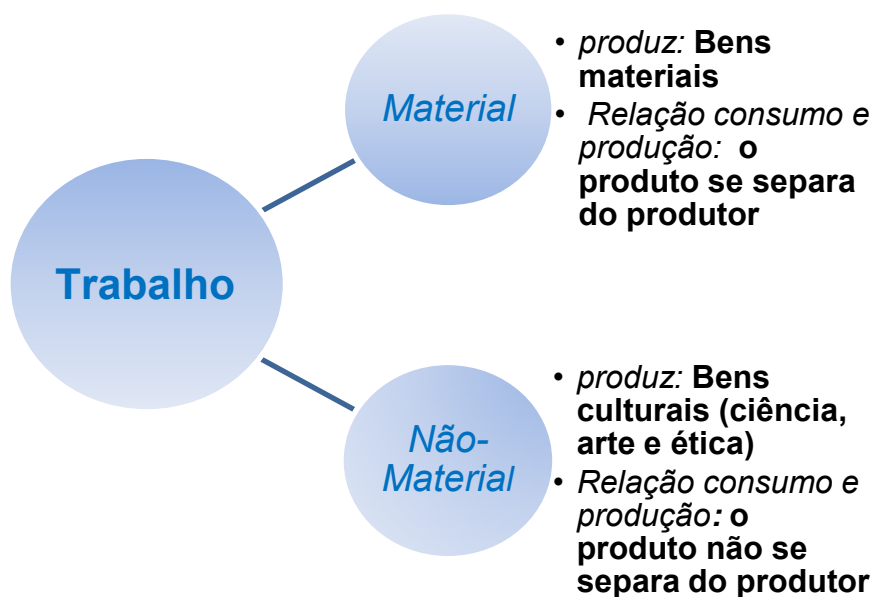 Trabalho
Material
• produz: Bens
materiais
• Relação consumo e
produção: o
produto se separa
do produtor
Não-
Material
• produz: Bens
culturais (ciência,
arte e ética)
• Relação consumo e
produção: o
produto não se
separa do produtor